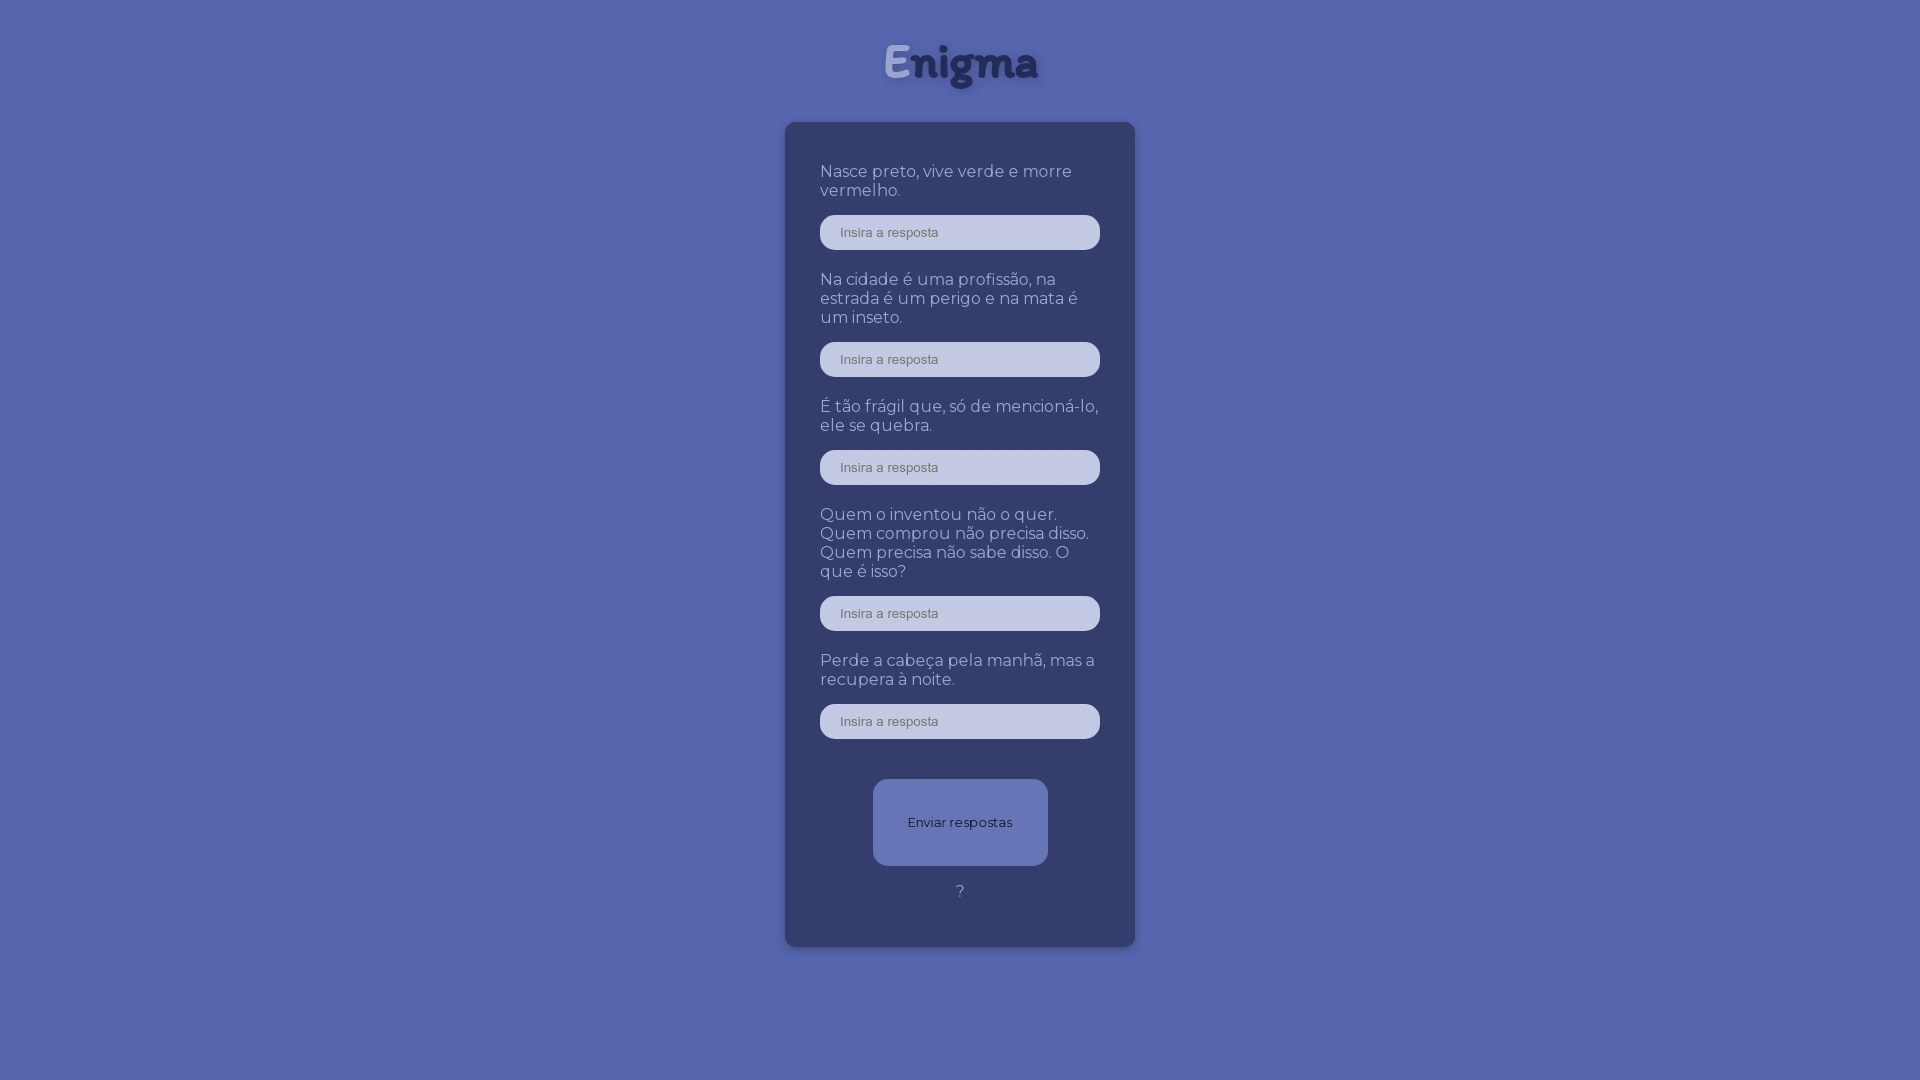 Enigma
Nasce preto, vive verde e morre
vermelho.
Insira a resposta
Na cidade é uma profissão, na
estrada é um perigo e na mata é
um inseto.
Insira a resposta
É tão frágil que, só de mencioná-lo,
ele se quebra.
Insira a resposta
Quem o inventou não o quer.
Quem comprou não precisa disso.
Quem precisa não sabe disso. O
que é isso?
Insira a resposta
Perde a cabeça pela manhã, mas a
recupera à noite.
Insira a resposta
Enviar respostas
?